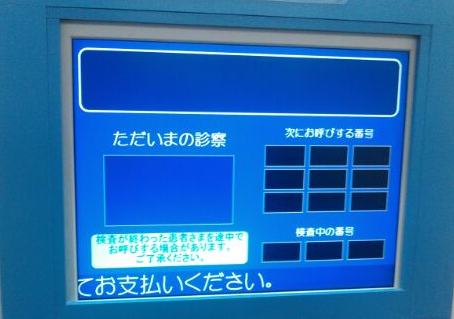 ただいまの診察
次にお呼びする番号
検査が終わった患者さまを途中で
お呼びする場合があります。
ご了承ください。
検査中の番号
てお支払いください。